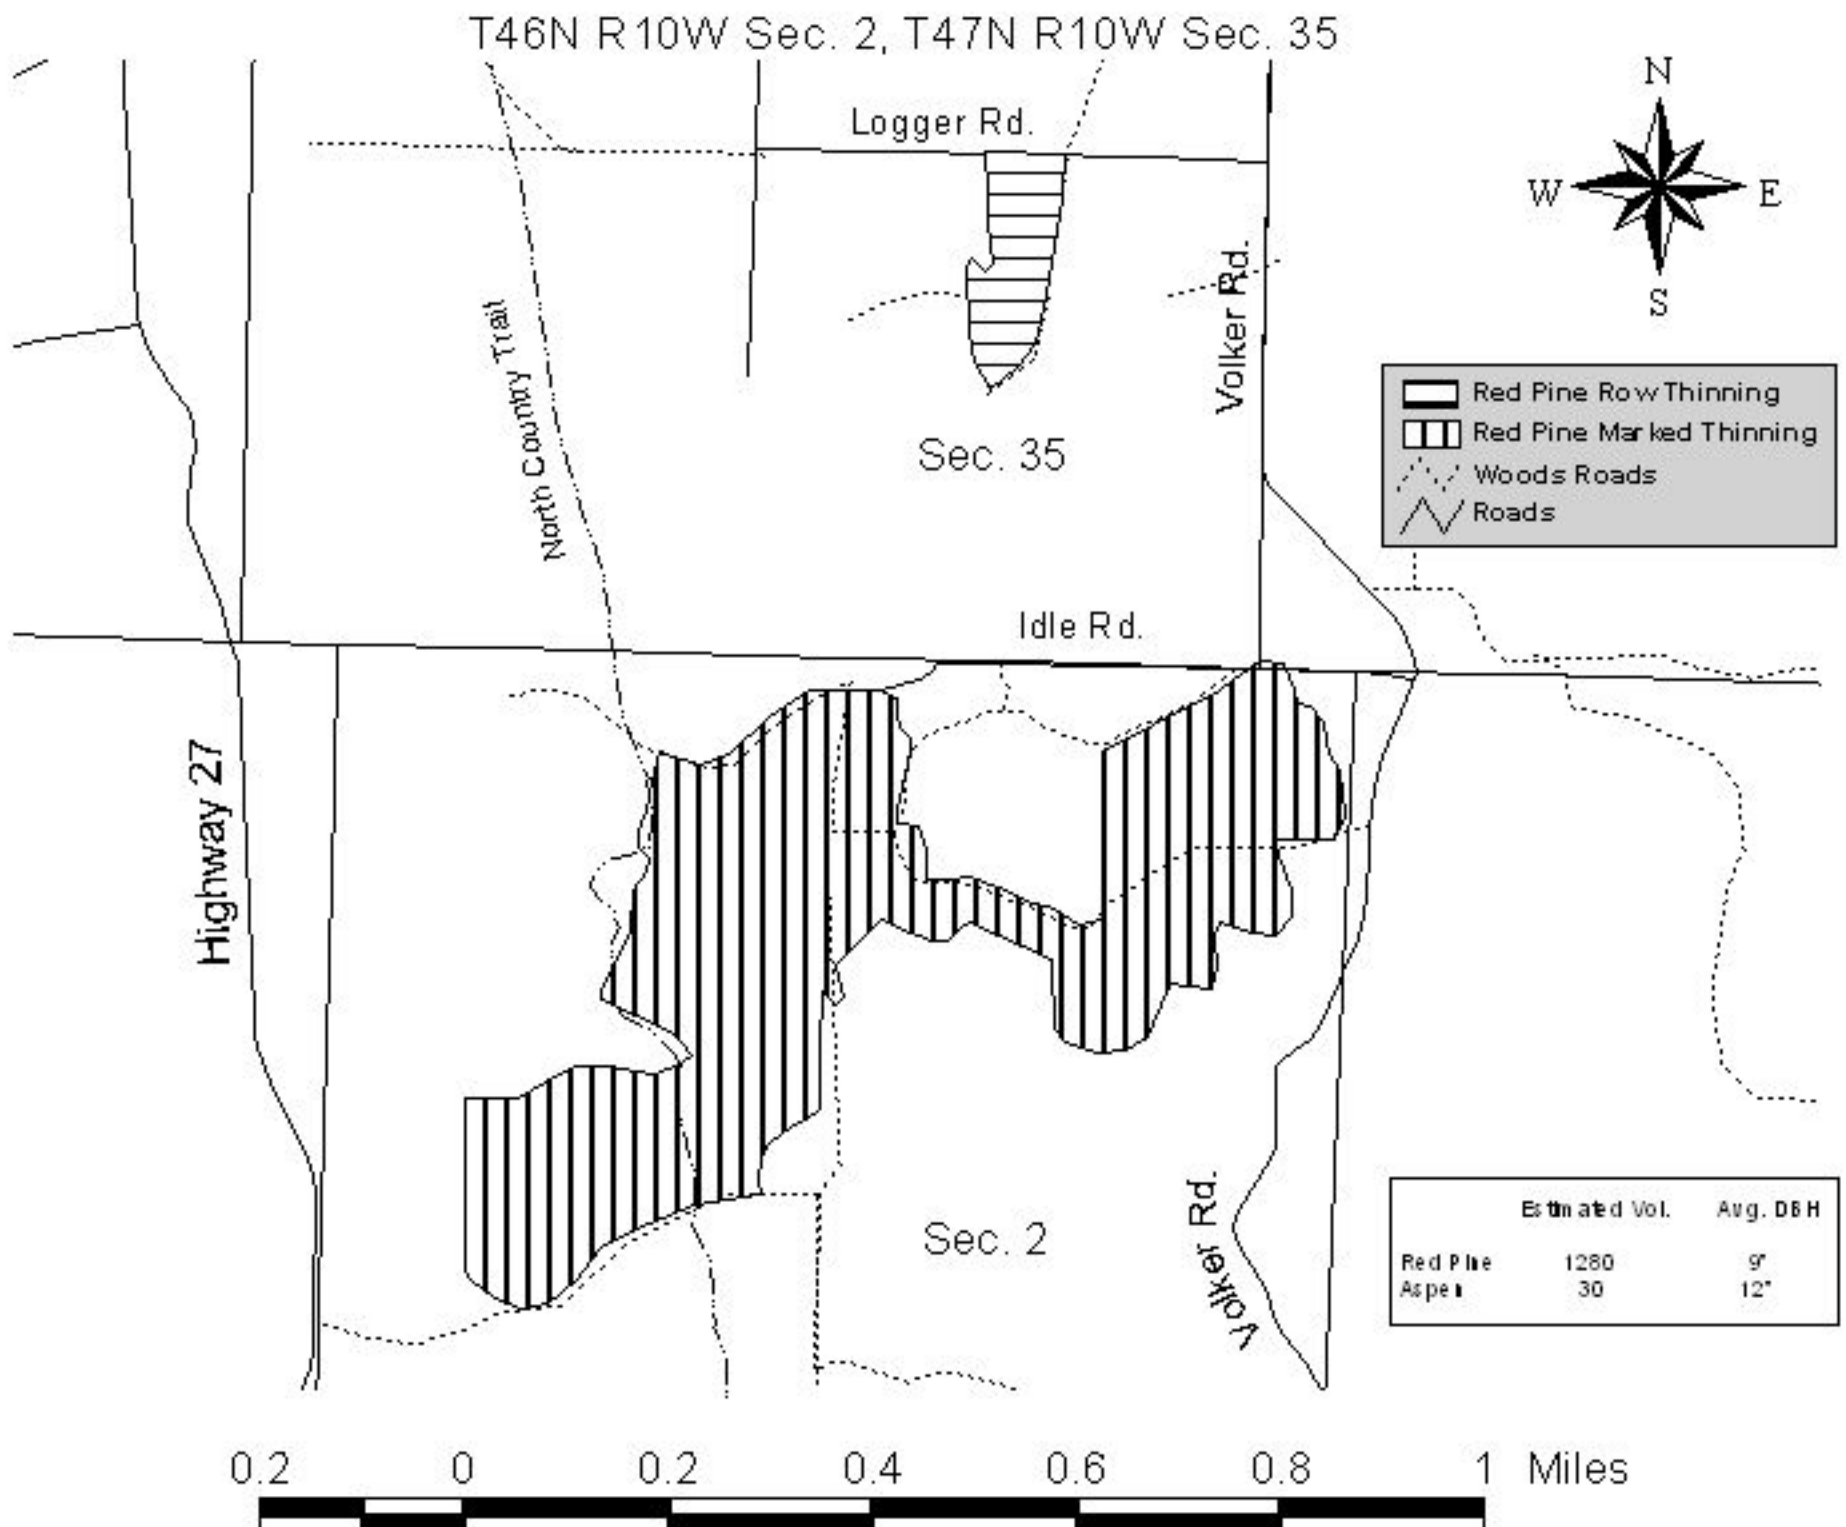 T46N R10W Sec. 2, T47N R10W Sec. 35
N
W E
S
Logger Rd.
Volker Rd.
North Country Trail
Red Pine Row Thinning
Red Pine Marked Thinning
Woods Roads
Roads
Sec. 35
Idle Rd.
Highway 27
Sec. 2
Volker Rd.
Estimated Vol. Avg. DBH
Red Pine 1280 9"
Aspen 30 12"
0.2 0 0.2 0.4 0.6 0.8 1 Miles